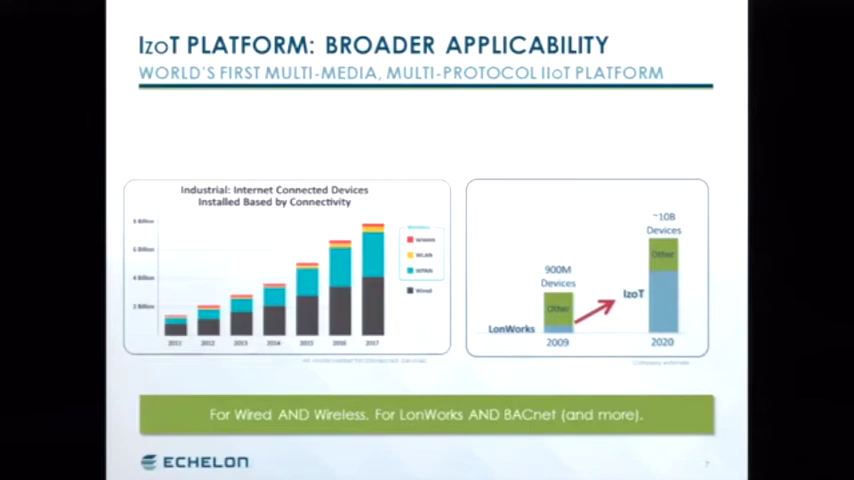 IzoT PLATFORM: BROADER APPLICABILITY
WORLD'S FIRST MULTI-MEDIA, MULTI-PROTOCOL IIoT PLATFORM
Industrial: Internet Connected Devices
Installed Based by Connectivity
6 Billion
4 Billion
2 Billion
WLAN
WPAN
Wired
2011 2012 2013 2014 2015 2016 2017
~10B
Devices
900M
Devices
Other
Other
IzoT
LonWorks
2009 2020
Company estimate
For Wired AND Wireless. For LonWorks AND BACnet (and more).
ECHELON
7